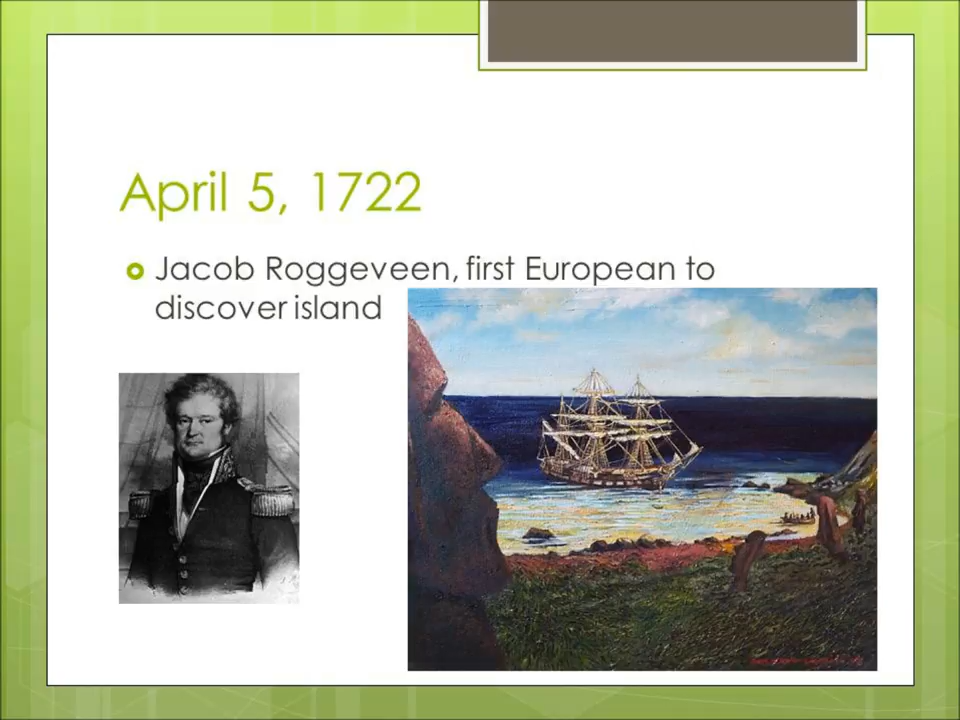 April 5, 1722
Jacob Roggeveen, first European to
discover island